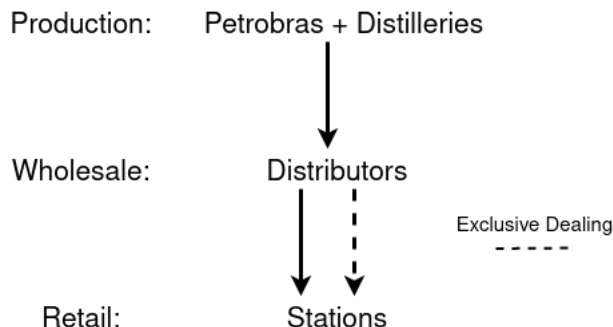 Production: Petrobras + Distilleries
Wholesale: Distributors
Exclusive Dealing
Retail: Stations